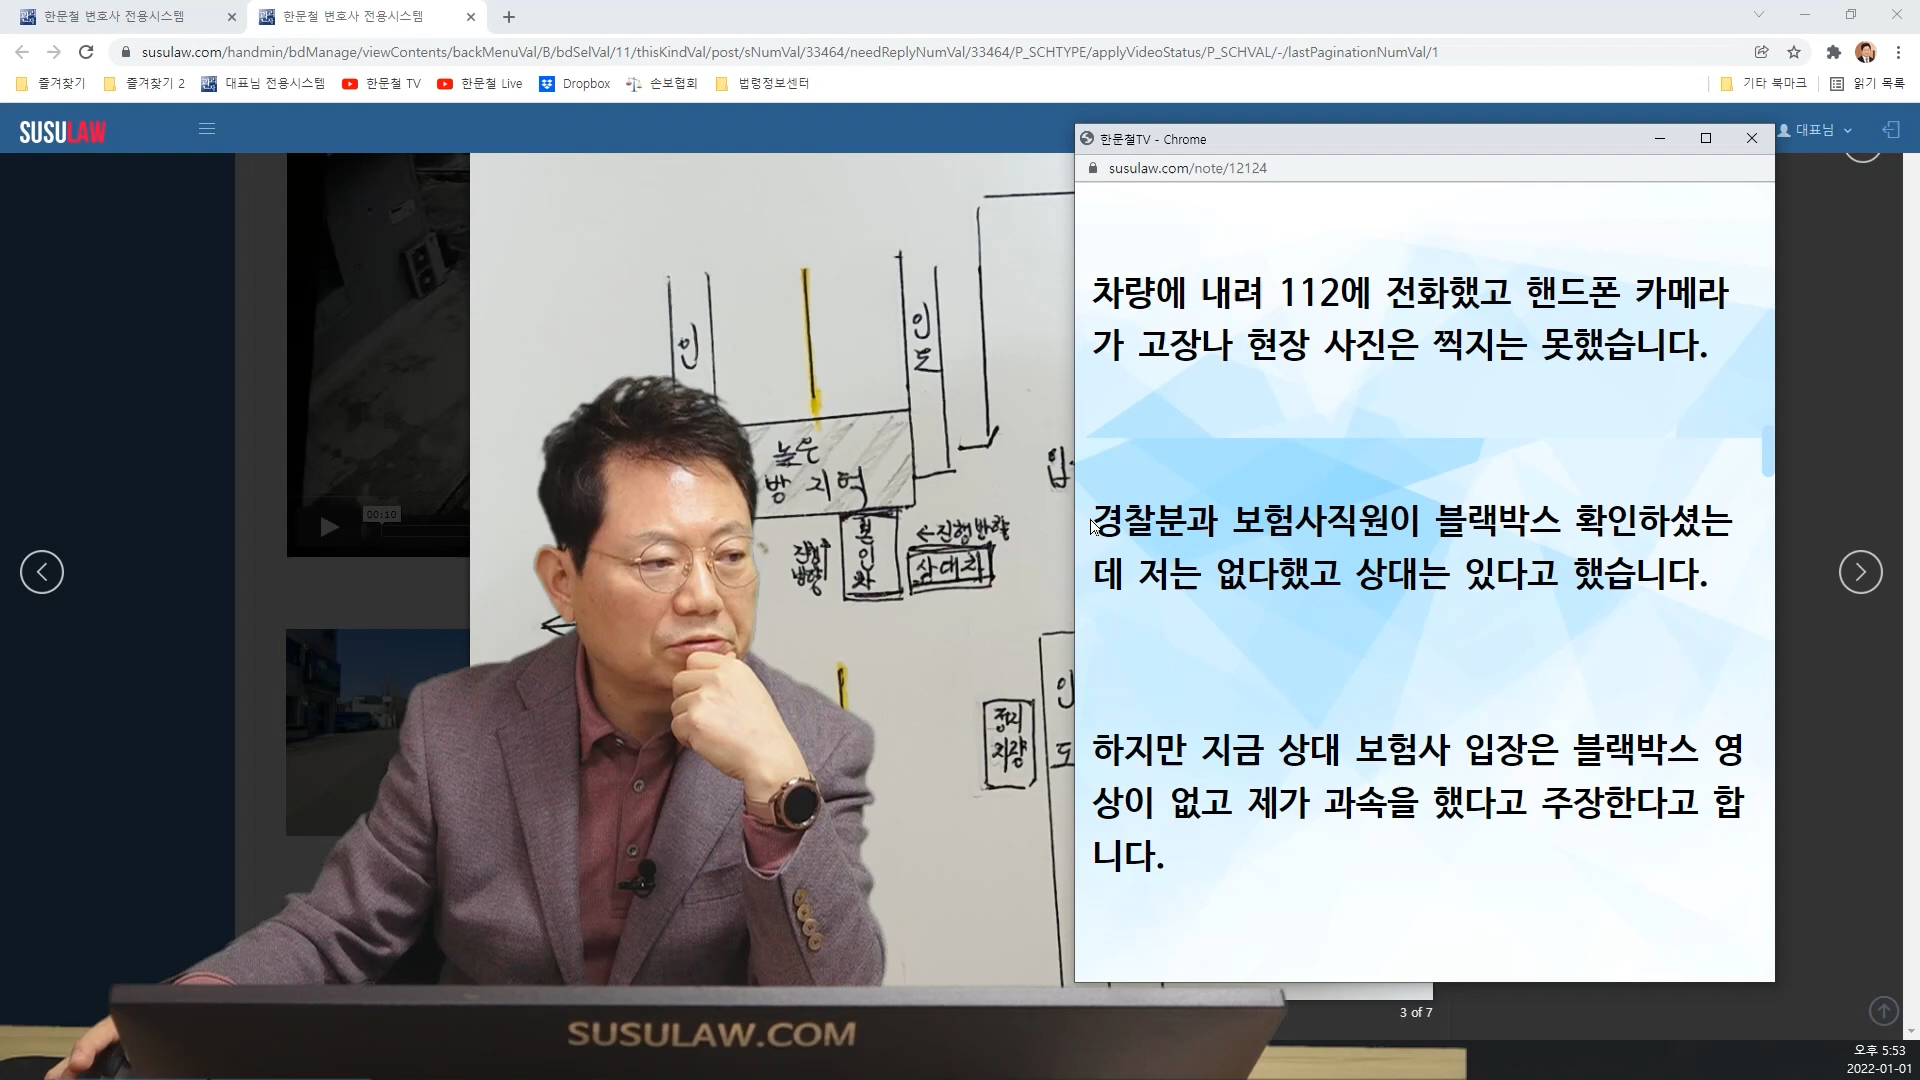 한문철 변호사 전용시스템
한문철 변호사 전용시스템
susulaw.com/handmin/bdManage/viewContents/backMenuVal/B/bdSelVal/11/thisKindVal/post/sNumVal/33464/needReplyNumVal/33464/P_SCHTYPE/applyVideoStatus/P_SCHVAL/-/lastPaginationNumVal/1
즐겨찾기 즐겨찾기 2 대표님 전용시스템 한문철 TV 한문철 Live Dropbox 손보협회 법령정보센터 기타 북마크 읽기 목록
SUSULAW
대표님
한문철TV - Chrome
susulaw.com/note/12124
차량에 내려 112에 전화했고 핸드폰 카메라
가 고장나 현장 사진은 찍지는 못했습니다.
경찰분과 보험사직원이 블랙박스 확인하셨는
데 저는 없다했고 상대는 있다고 했습니다.
하지만 지금 상대 보험사 입장은 블랙박스 영
상이 없고 제가 과속을 했다고 주장한다고 합
니다.
인
인도
높은
방지턱
본인차
←진행방향
진행방향
상대차
00:10
인
도
정지
차량
3 of 7
SUSULAW.COM
오후 5:53
2022-01-01